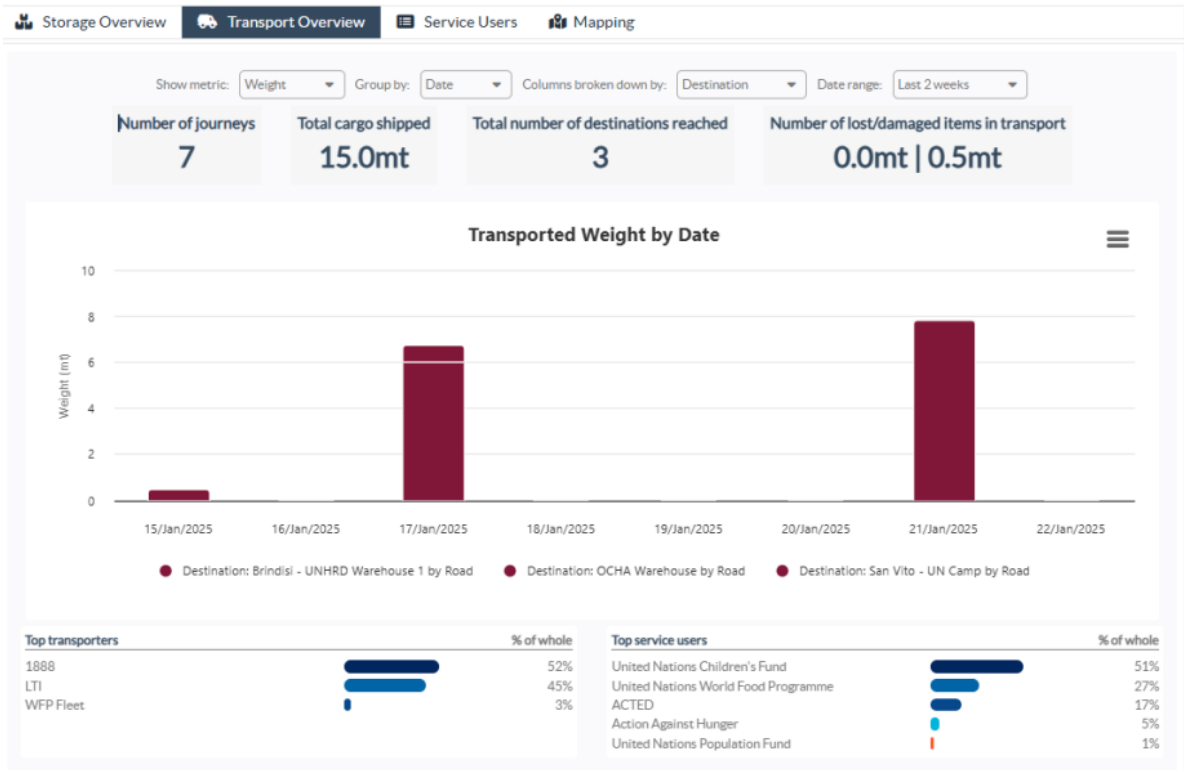 Storage Overview Transport Overview Service Users Mapping
Show metric: Weight Group by: Date Columns broken down by: Destination Date range: Last 2 weeks
Number of journeys Total cargo shipped Total number of destinations reached Number of lost/damaged items in transport
7 15.0mt 3 0.0mt | 0.5mt
Transported Weight by Date
10
8
6
4
2
0
Weight (mt)
15/Jan/2025 16/Jan/2025 17/Jan/2025 18/Jan/2025 19/Jan/2025 20/Jan/2025 21/Jan/2025 22/Jan/2025
Destination: Brindisi - UNHRD Warehouse 1 by Road Destination: OCHA Warehouse by Road Destination: San Vito - UN Camp by Road
Top transporters % of whole
1888 52%
LTI 45%
WFP Fleet 3%
Top service users % of whole
United Nations Children's Fund 51%
United Nations World Food Programme 27%
ACTED 17%
Action Against Hunger 5%
United Nations Population Fund 1%